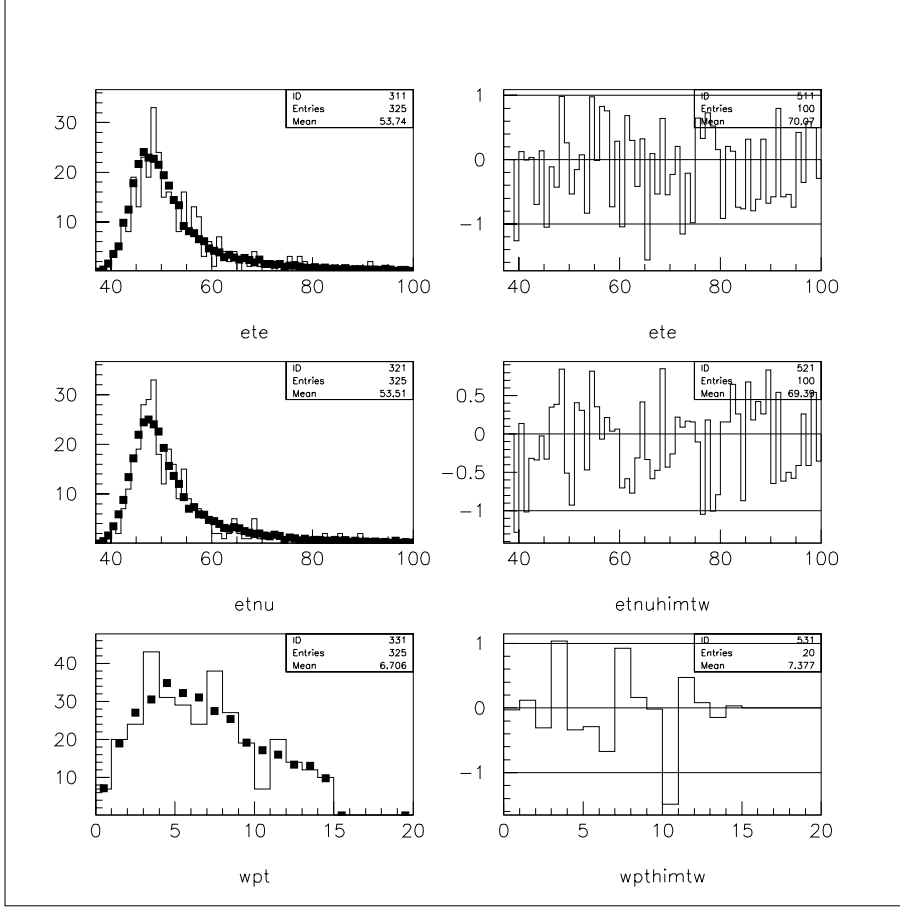 ID 311
Entries 325
Mean 53.74
30
20
10
40 60 80 100
ete
ID 511
Entries 100
Mean 70.07
1
0
−1
40 60 80 100
ete
ID 321
Entries 325
Mean 53.51
30
20
10
40 60 80 100
etnu
ID 521
Entries 100
Mean 69.39
0.5
0
−0.5
−1
40 60 80 100
etnuhimtw
ID 331
Entries 325
Mean 6.706
40
30
20
10
0 5 10 15 20
wpt
ID 531
Entries 20
Mean 7.377
1
0
−1
0 5 10 15 20
wpthimtw